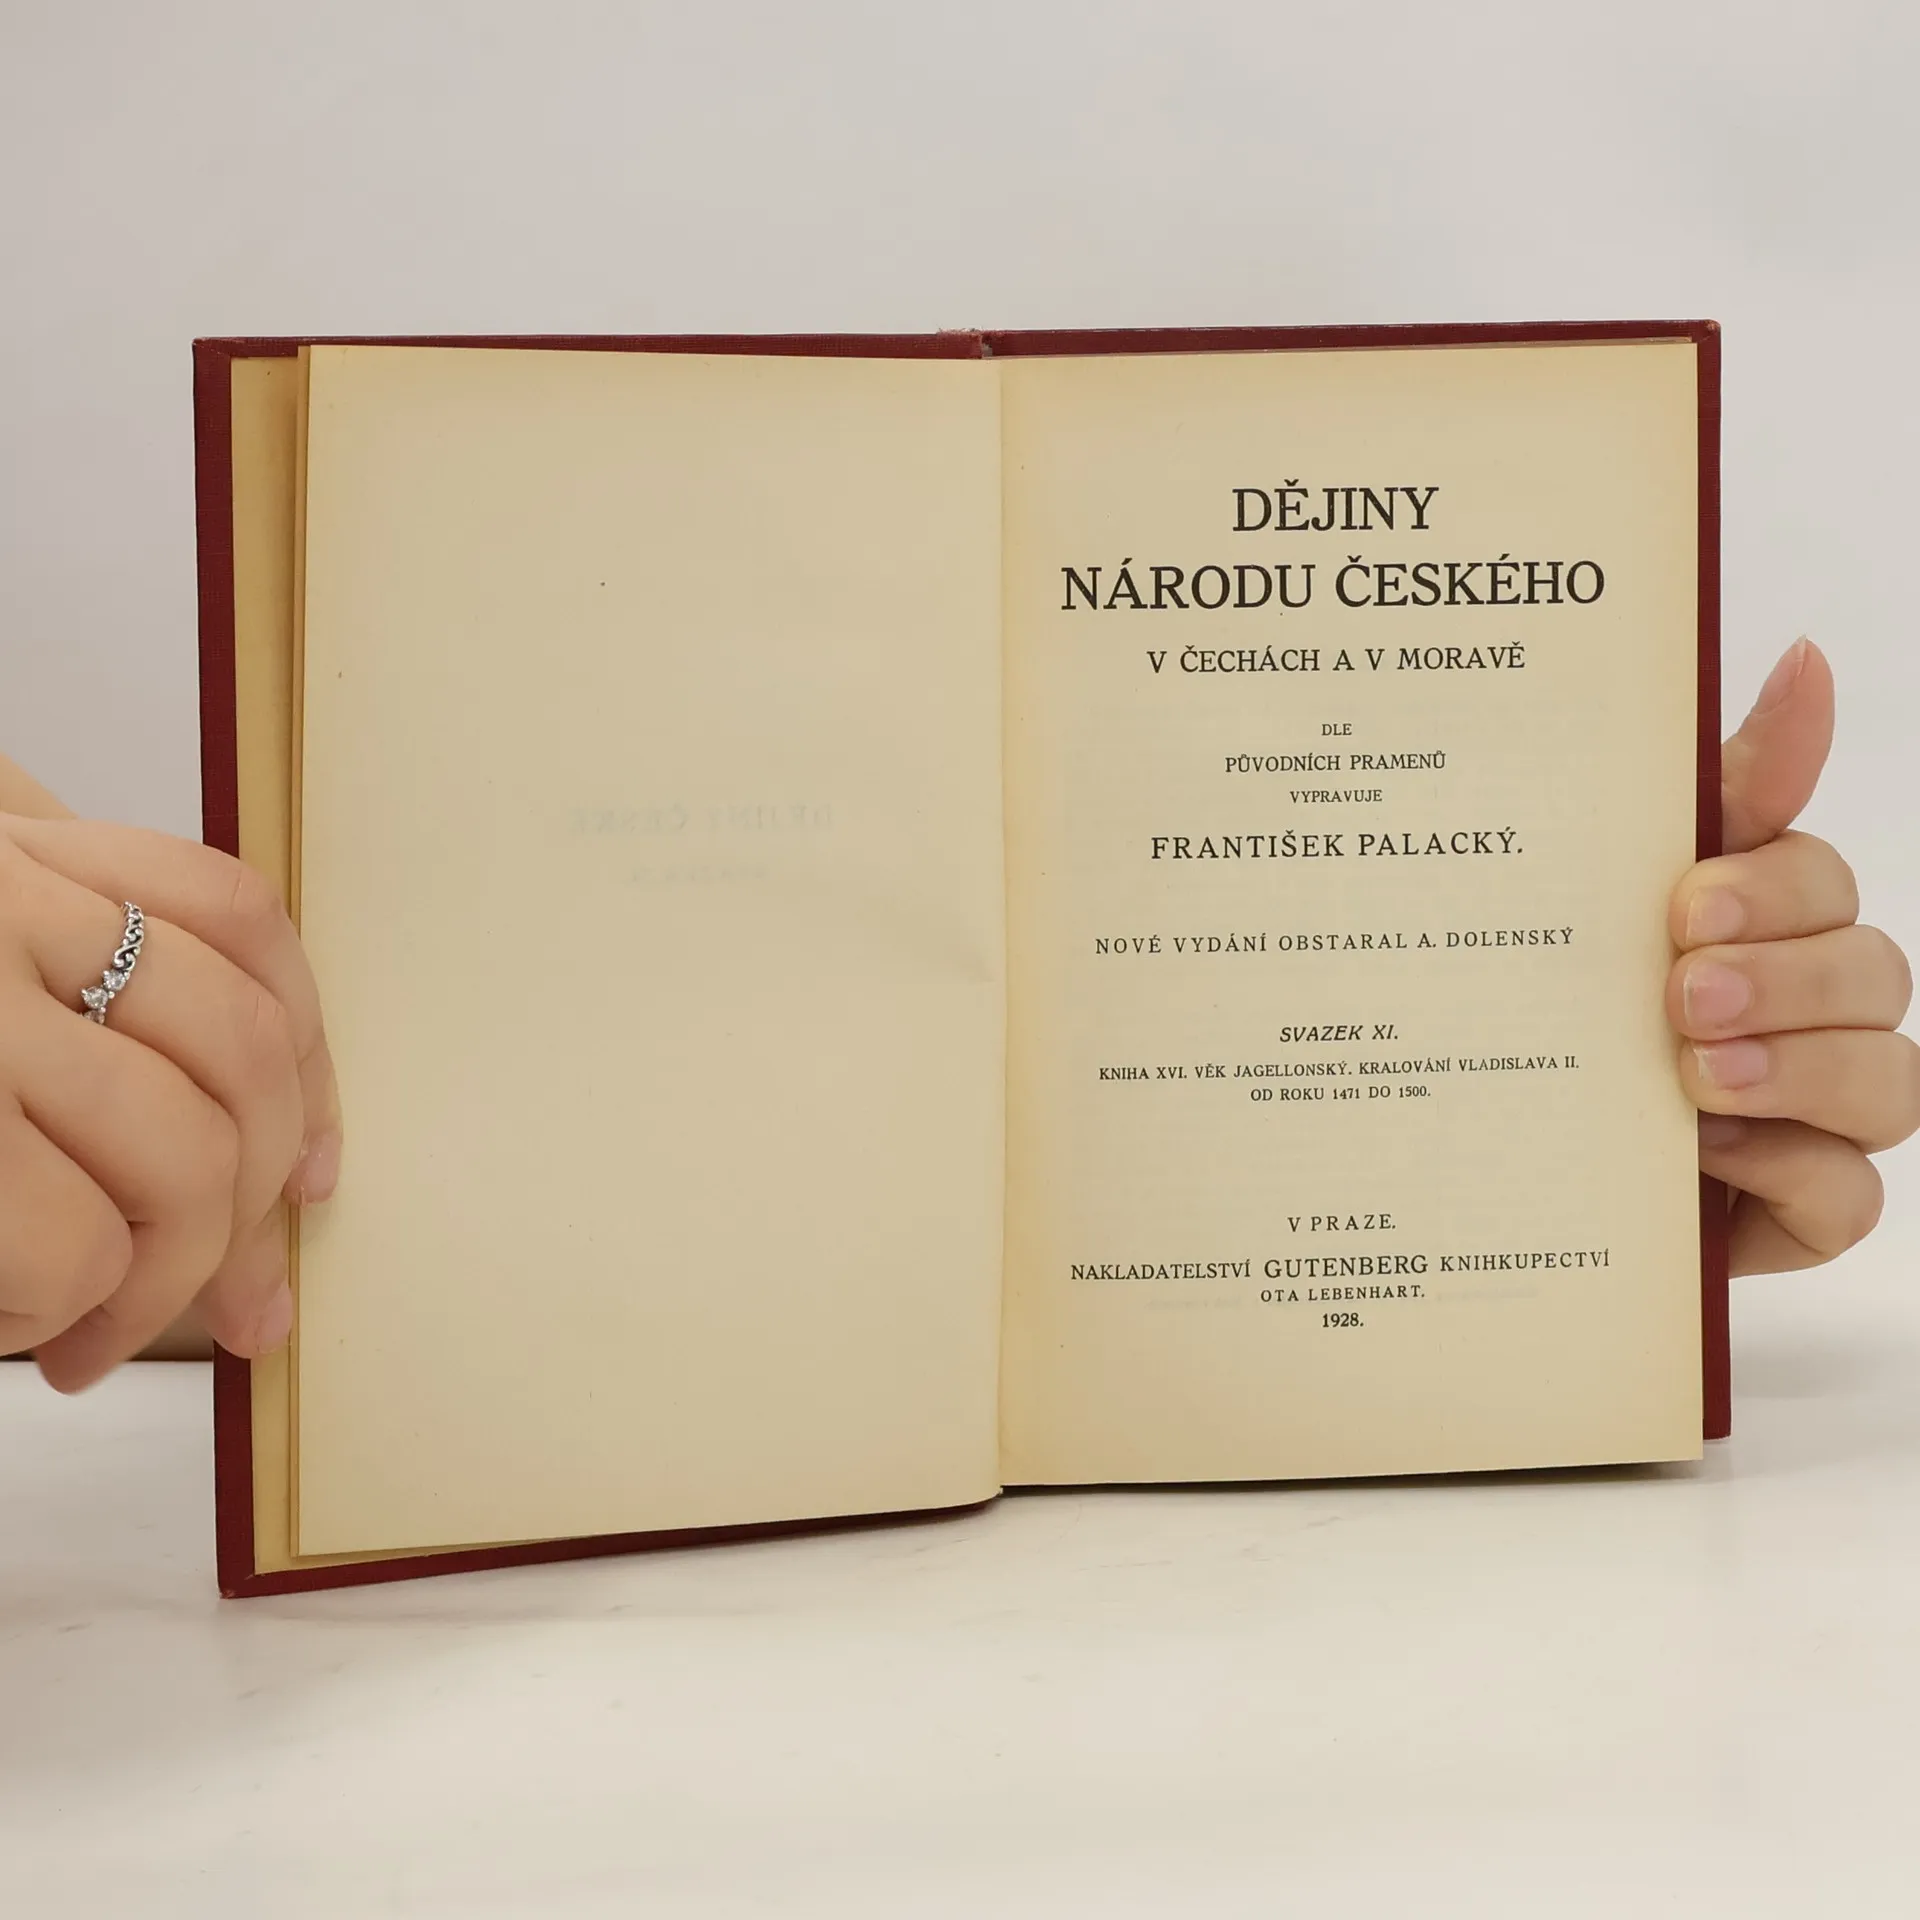 DĚJINY
NÁRODU ČESKÉHO
V ČECHÁCH A V MORAVĚ
DLE
PŮVODNÍCH PRAMENŮ
VYPRAVUJE
FRANTIŠEK PALACKÝ.
NOVÉ VYDÁNÍ OBSTARAL A. DOLENSKÝ
SVAZEK XI.
KNIHA XVI. VĚK JAGELLONSKÝ. KRALOVÁNÍ VLADISLAVA II.
OD ROKU 1471 DO 1500.
V PRAZE.
NAKLADATELSTVÍ GUTENBERG KNIHKUPECTVÍ
OTA LEBENHART.
1928.